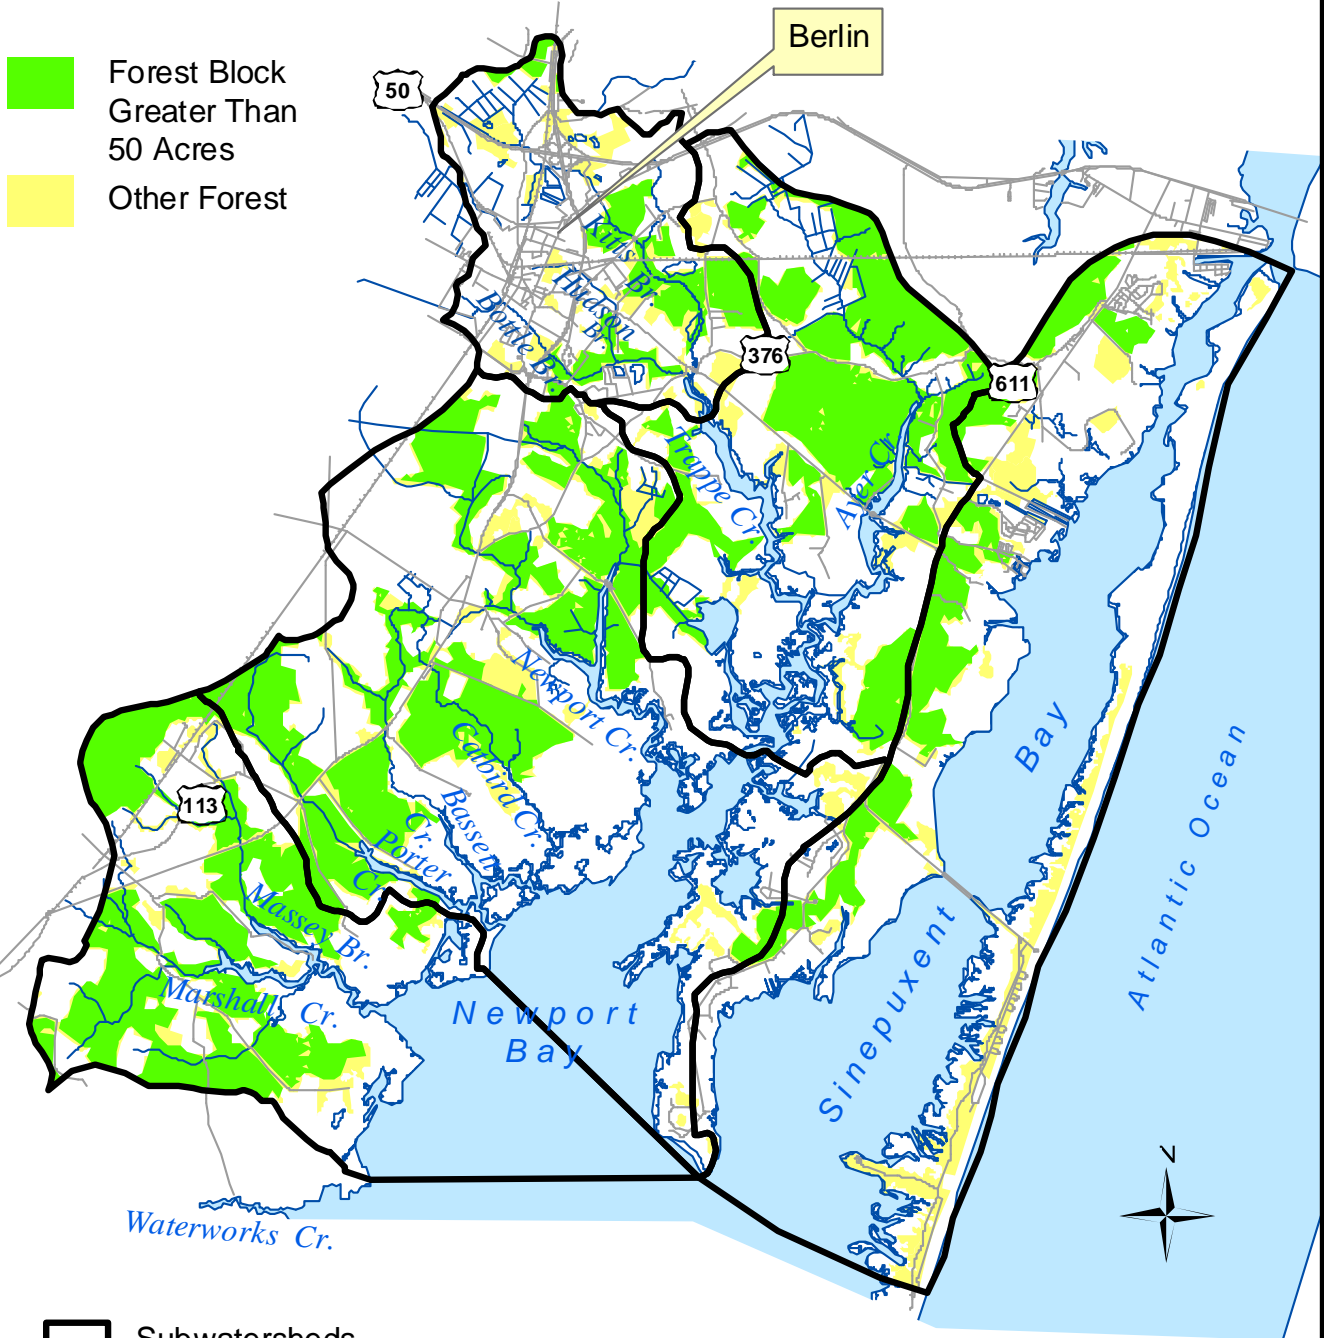 Forest Block
Greater Than
50 Acres
Other Forest
Berlin
50
Kitts
Br.
Hudson
Br.
Bottle Br.
376
611
Trappe Cr.
Ayer Cr.
Newport Cr.
Catbird Cr.
Bassett
Cr.
Porter
Cr.
113
Massey Br.
Marshall Cr.
Newport
Bay
Sinepuxent
Bay
Atlantic Ocean
Waterworks Cr.
N
Subwatersheds